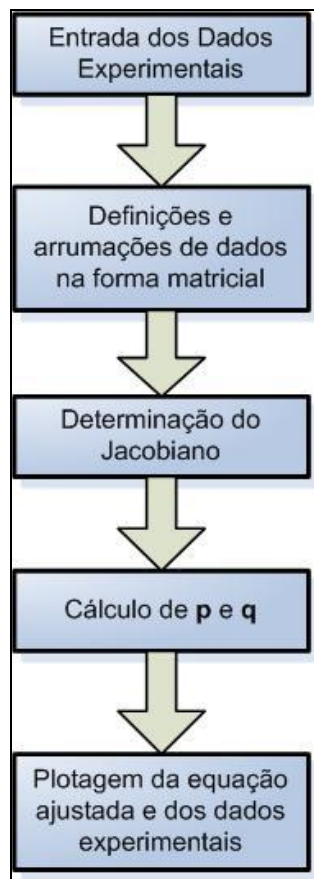 Entrada dos Dados
Experimentais
Definições e
arrumações de dados
na forma matricial
Determinação do
Jacobiano
Cálculo de p e q
Plotagem da equação
ajustada e dos dados
experimentais